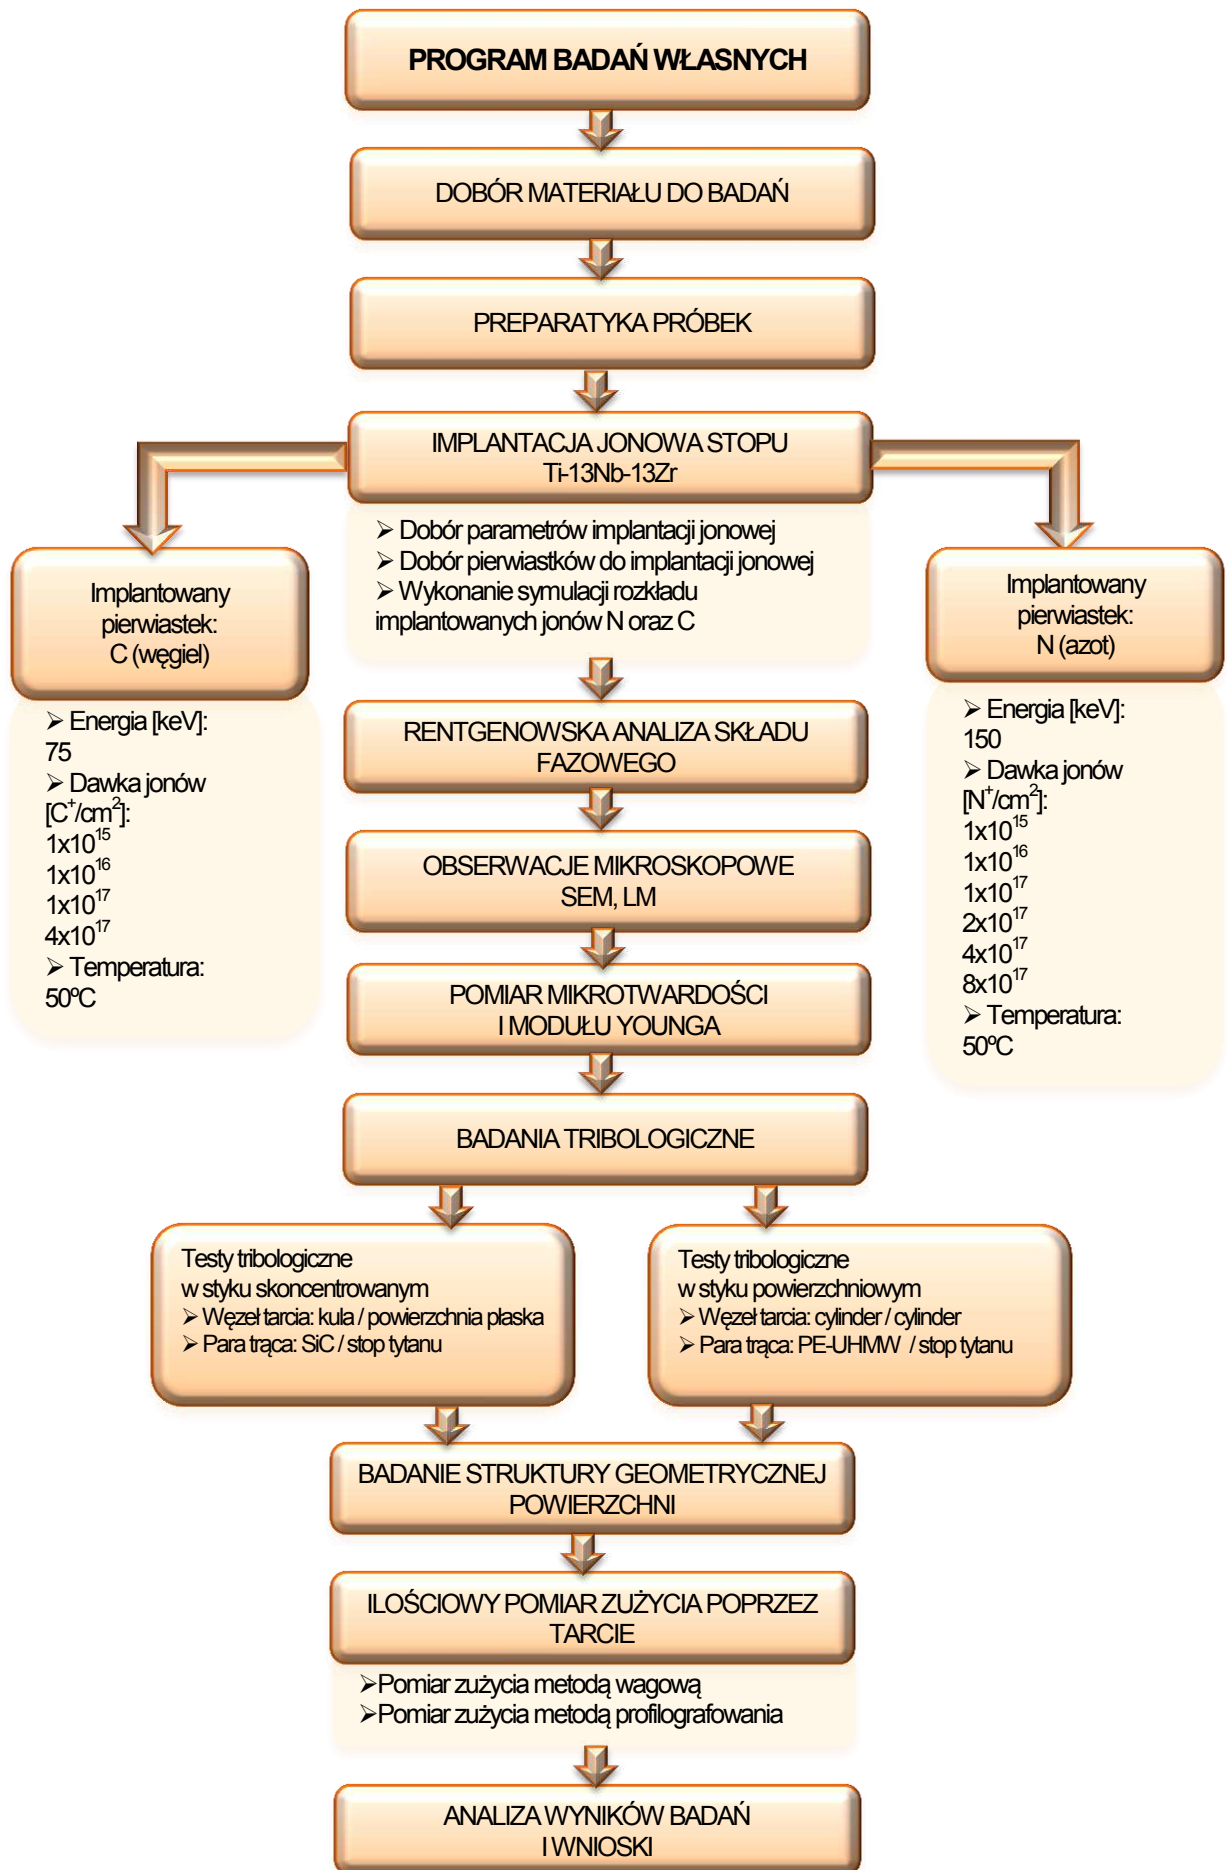 PROGRAM BADAŃ WŁASNYCH
DOBÓR MATERIAŁU DO BADAŃ
PREPARATYKA PRÓBEK
IMPLANTACJA JONOWA STOPU
Ti-13Nb-13Zr
➢ Dobór parametrów implantacji jonowej
➢ Dobór pierwiastków do implantacji jonowej
➢ Wykonanie symulacji rozkładu
implantowanych jonów N oraz C
Implantowany
pierwiastek:
C (węgiel)
➢ Energia [keV]:
75
➢ Dawka jonów
[C⁺/cm²]:
1x10¹⁵
1x10¹⁶
1x10¹⁷
4x10¹⁷
➢ Temperatura:
50ºC
Implantowany
pierwiastek:
N (azot)
➢ Energia [keV]:
150
➢ Dawka jonów
[N⁺/cm²]:
1x10¹⁵
1x10¹⁶
1x10¹⁷
2x10¹⁷
4x10¹⁷
8x10¹⁷
➢ Temperatura:
50ºC
RENTGENOWSKA ANALIZA SKŁADU
FAZOWEGO
OBSERWACJE MIKROSKOPOWE
SEM, LM
POMIAR MIKROTWARDOŚCI
I MODUŁU YOUNGA
BADANIA TRIBOLOGICZNE
Testy tribologiczne
w styku skoncentrowanym
➢ Węzeł tarcia: kula / powierzchnia płaska
➢ Para trąca: SiC / stop tytanu
Testy tribologiczne
w styku powierzchniowym
➢ Węzeł tarcia: cylinder / cylinder
➢ Para trąca: PE-UHMW / stop tytanu
BADANIE STRUKTURY GEOMETRYCZNEJ
POWIERZCHNI
ILOŚCIOWY POMIAR ZUŻYCIA POPRZEZ
TARCIE
➢Pomiar zużycia metodą wagową
➢Pomiar zużycia metodą profilografowania
ANALIZA WYNIKÓW BADAŃ
I WNIOSKI